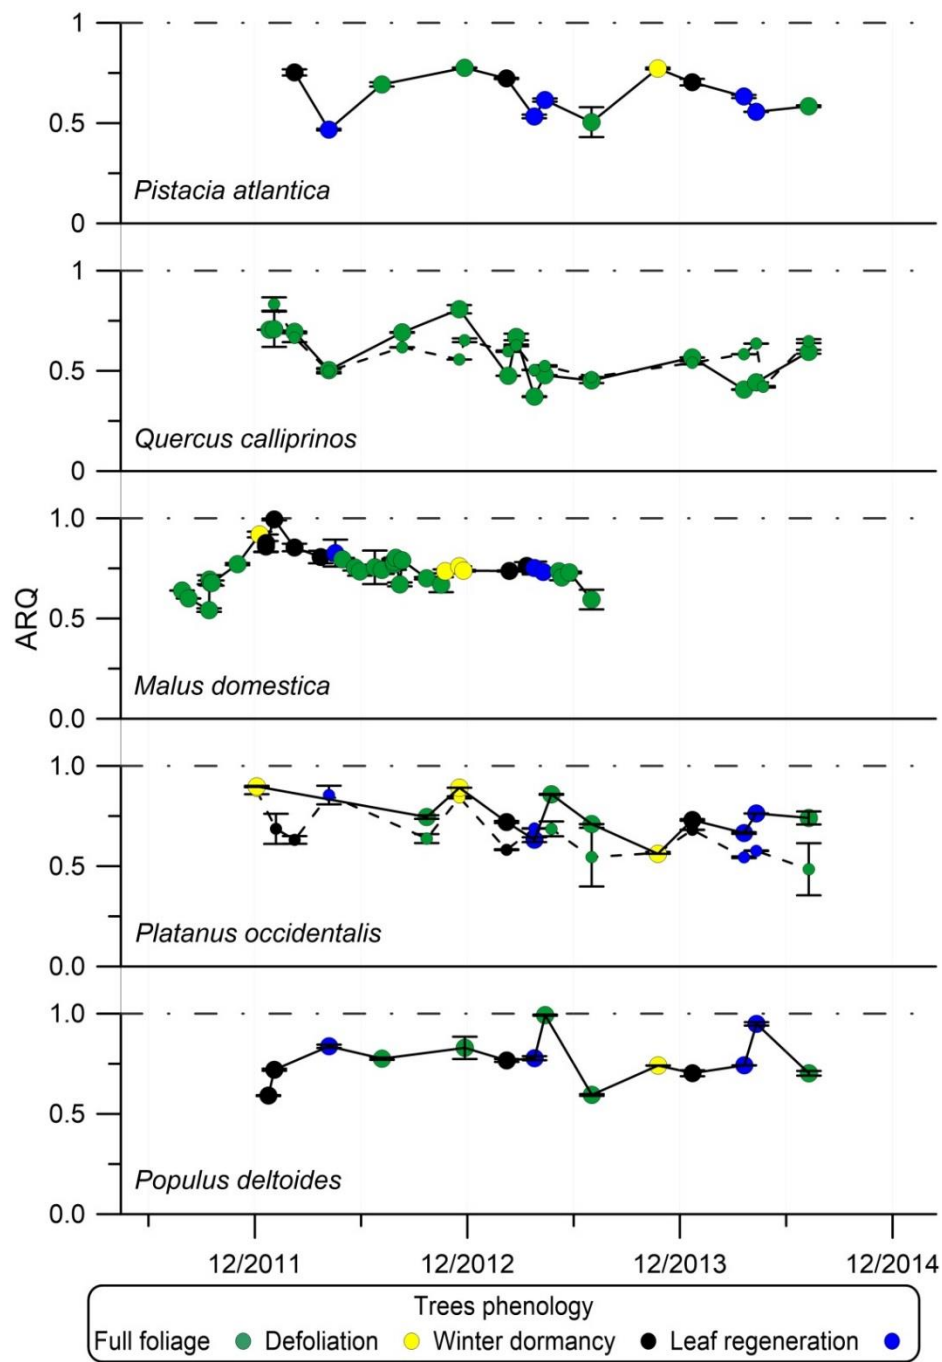 1
0.5
Pistacia atlantica
0
1
0.5
Quercus calliprinos
0
1.0
0.5
ARQ
Malus domestica
0.0
1.0
0.5
Platanus occidentalis
0.0
1.0
0.5
Populus deltoides
0.0
12/2011 12/2012 12/2013 12/2014
Trees phenology
Full foliage Defoliation Winter dormancy Leaf regeneration